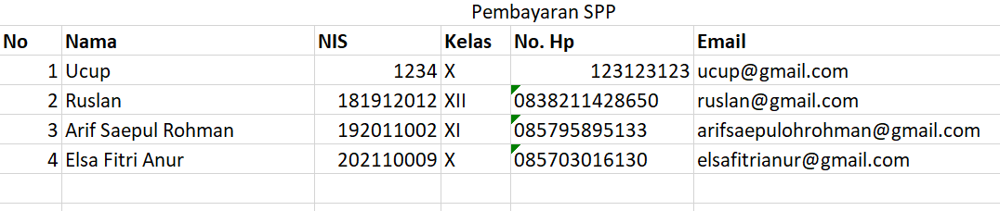 Pembayaran SPP
No Nama NIS Kelas No. Hp Email
1 Ucup 1234 X 123123123 ucup@gmail.com
2 Ruslan 181912012 XII 0838211428650 ruslan@gmail.com
3 Arif Saepul Rohman 192011002 XI 085795895133 arifsaepulohrohman@gmail.com
4 Elsa Fitri Anur 202110009 X 085703016130 elsafitrianur@gmail.com